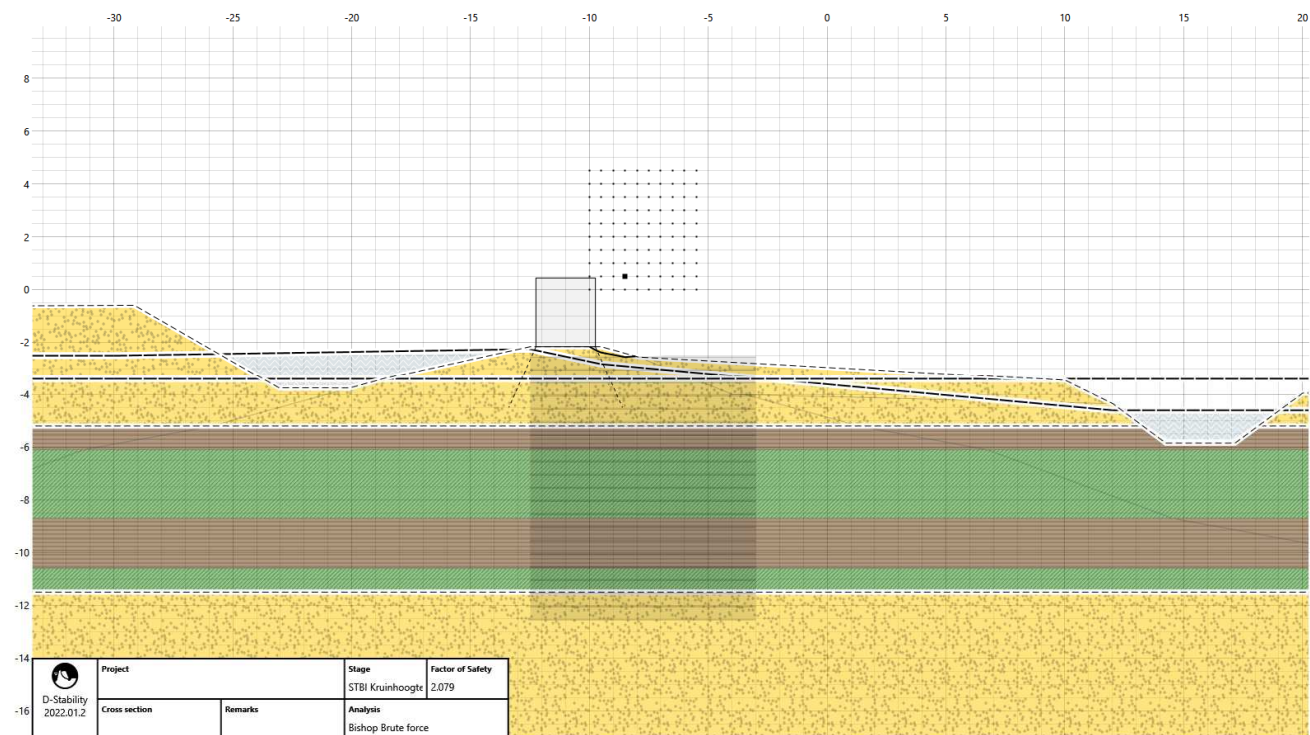 -30 -25 -20 -15 -10 -5 0 5 10 15 20
8
6
4
2
0
-2
-4
-6
-8
-10
-12
-14
-16
Project
Stage
Factor of Safety
STBI Kruinhoogte
2.079
D-Stability
2022.01.2
Cross section
Remarks
Analysis
Bishop Brute force